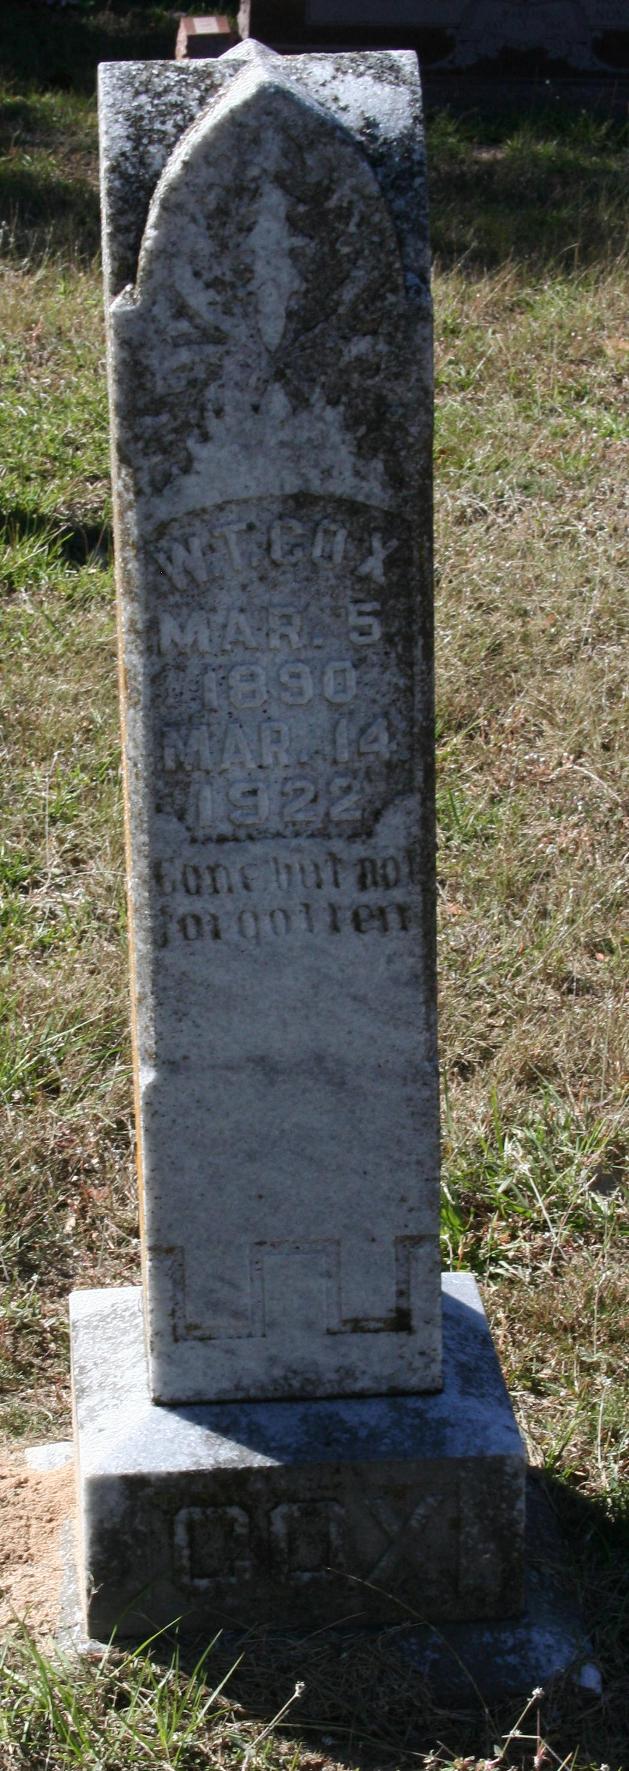 W.T. COX
MAR. 5
1890
MAR. 14
1922
Gone but not
forgotten
COX